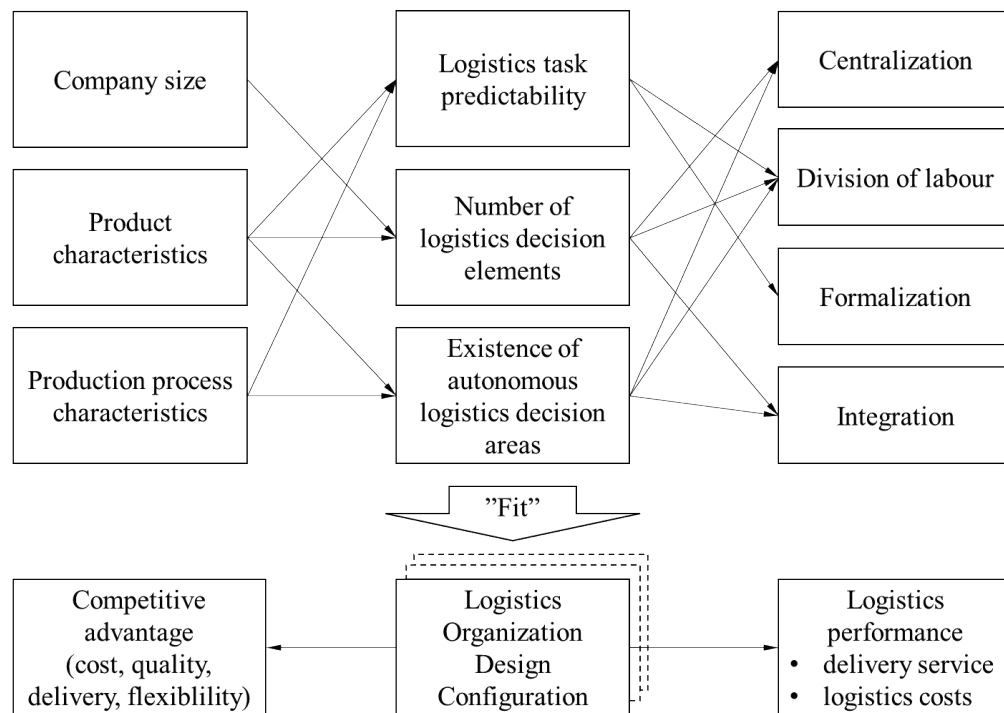 Company size
Logistics task
predictability
Centralization
Product
characteristics
Number of
logistics decision
elements
Division of labour
Formalization
Production process
characteristics
Existence of
autonomous
logistics decision
areas
Integration
”Fit”
Competitive
advantage
(cost, quality,
delivery, flexiblility)
Logistics
Organization
Design
Configuration
Logistics
performance
• delivery service
• logistics costs